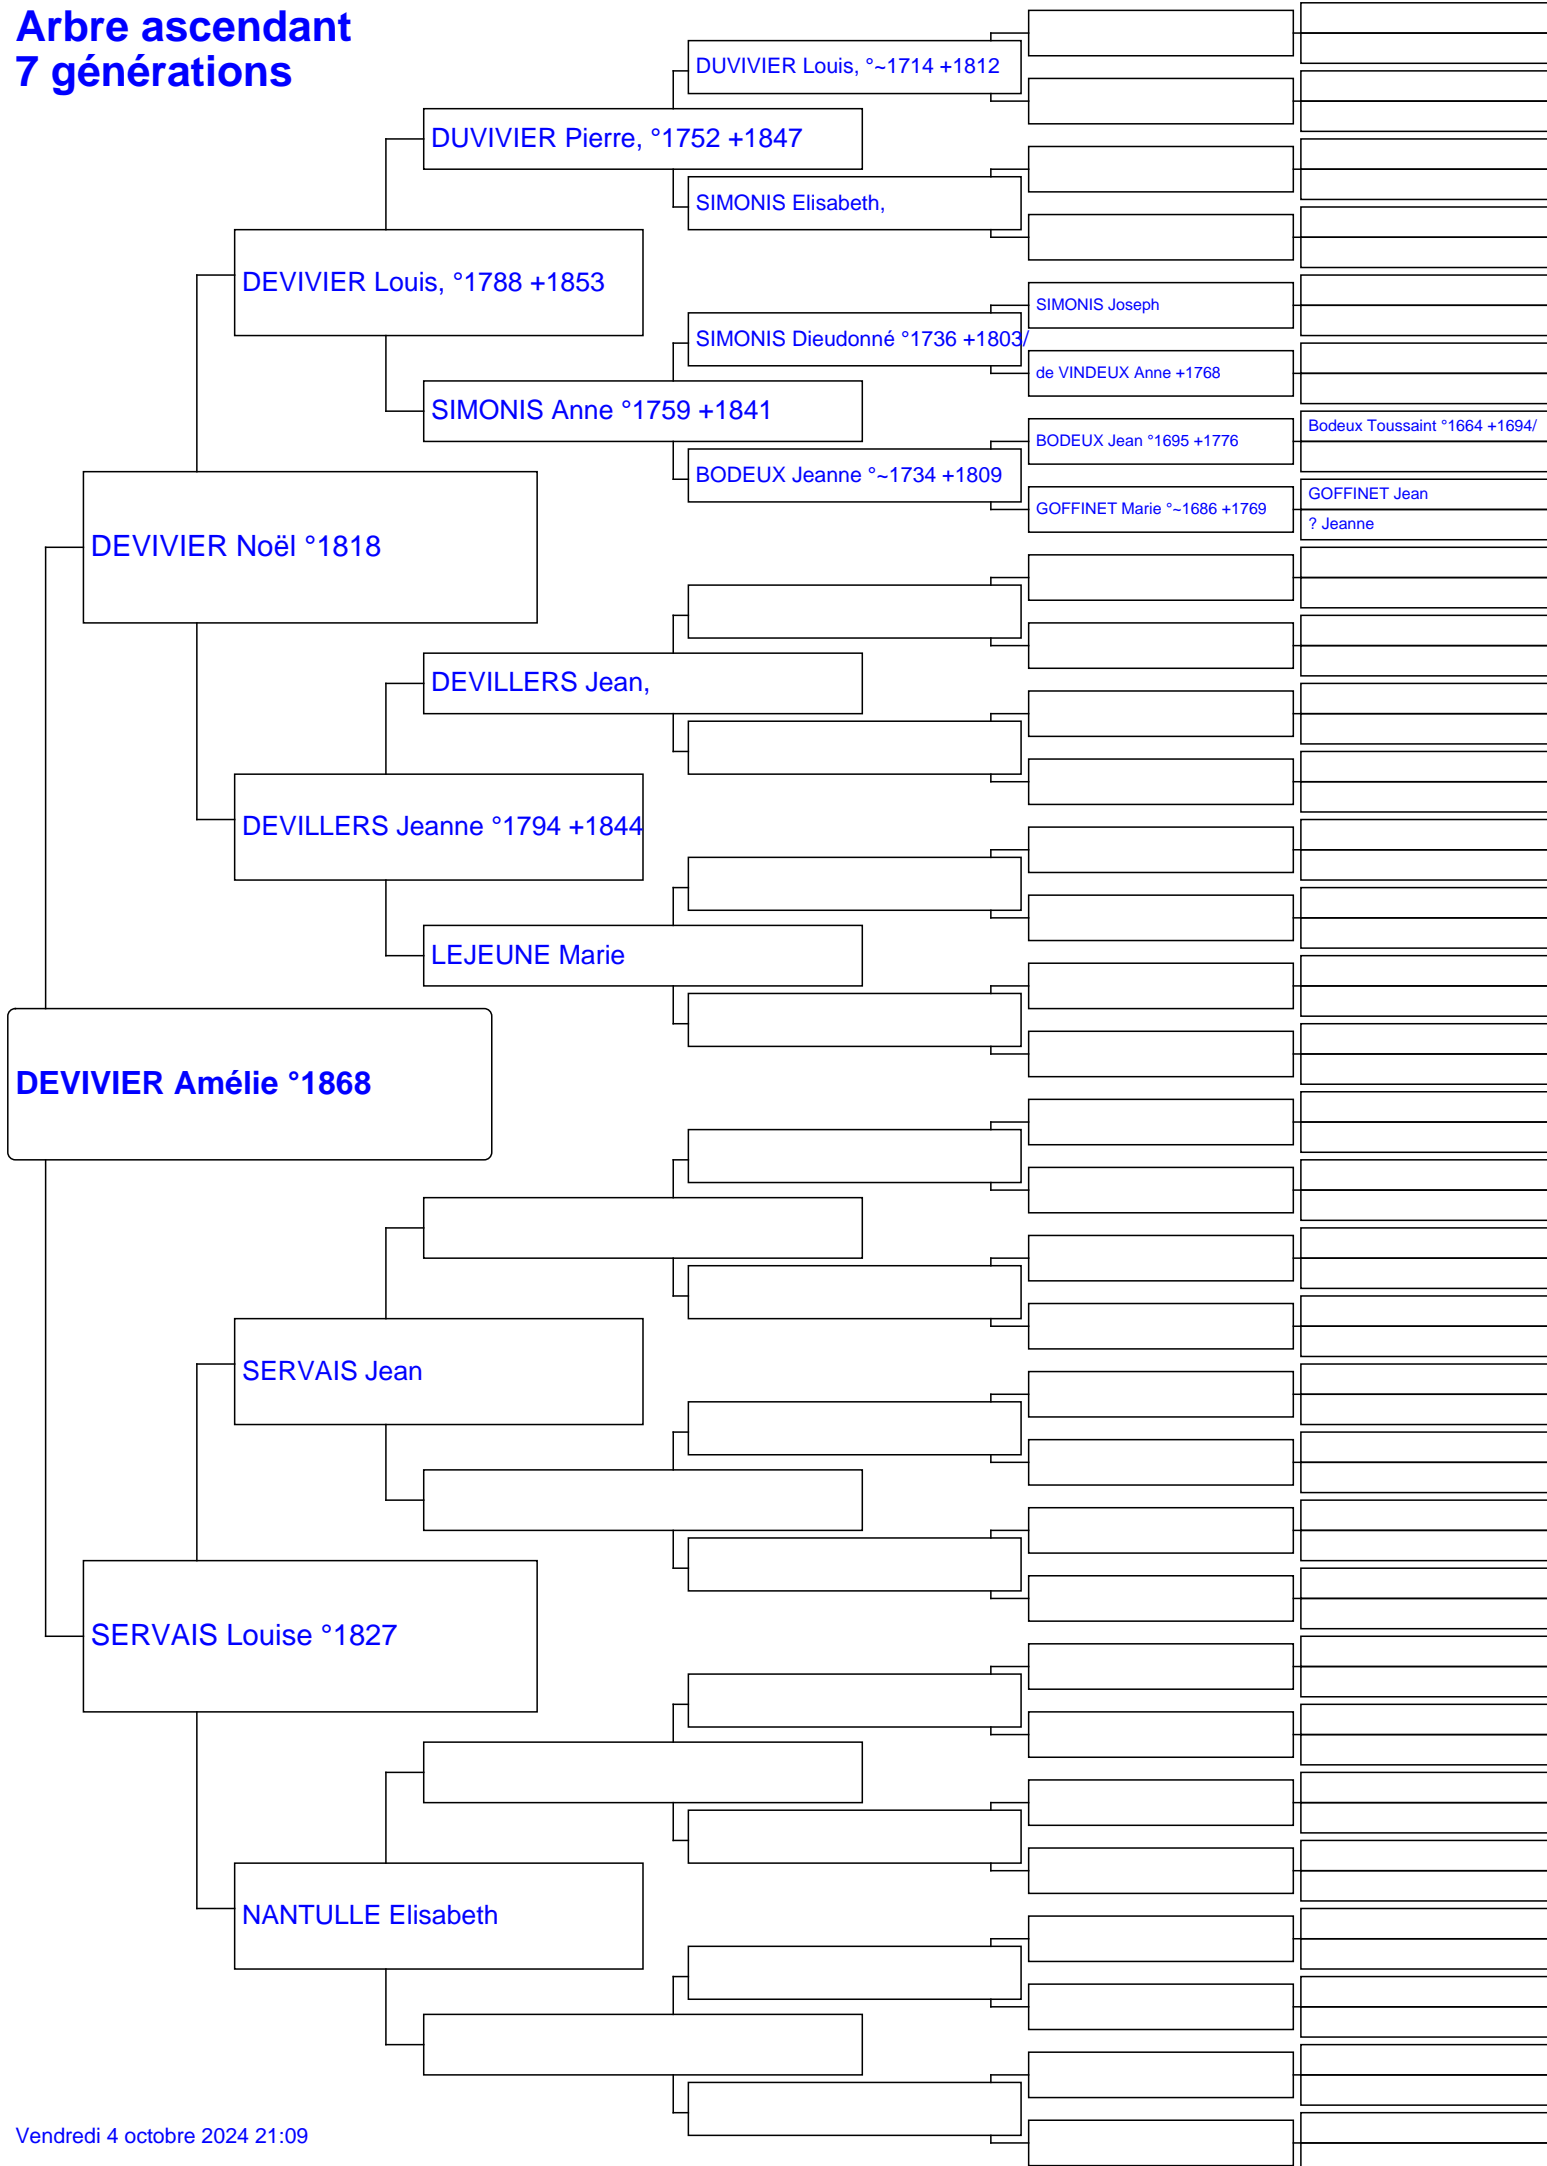 Arbre ascendant
7 générations
DUVIVIER Louis, °~1714 +1812
DUVIVIER Pierre, °1752 +1847
SIMONIS Elisabeth,
DEVIVIER Louis, °1788 +1853
SIMONIS Joseph
SIMONIS Dieudonné °1736 +1803/
de VINDEUX Anne +1768
SIMONIS Anne °1759 +1841
Bodeux Toussaint °1664 +1694/
BODEUX Jean °1695 +1776
BODEUX Jeanne °~1734 +1809
GOFFINET Jean
GOFFINET Marie °~1686 +1769
? Jeanne
DEVIVIER Noël °1818
DEVILLERS Jean,
DEVILLERS Jeanne °1794 +1844
LEJEUNE Marie
DEVIVIER Amélie °1868
SERVAIS Jean
SERVAIS Louise °1827
NANTULLE Elisabeth
Vendredi 4 octobre 2024 21:09